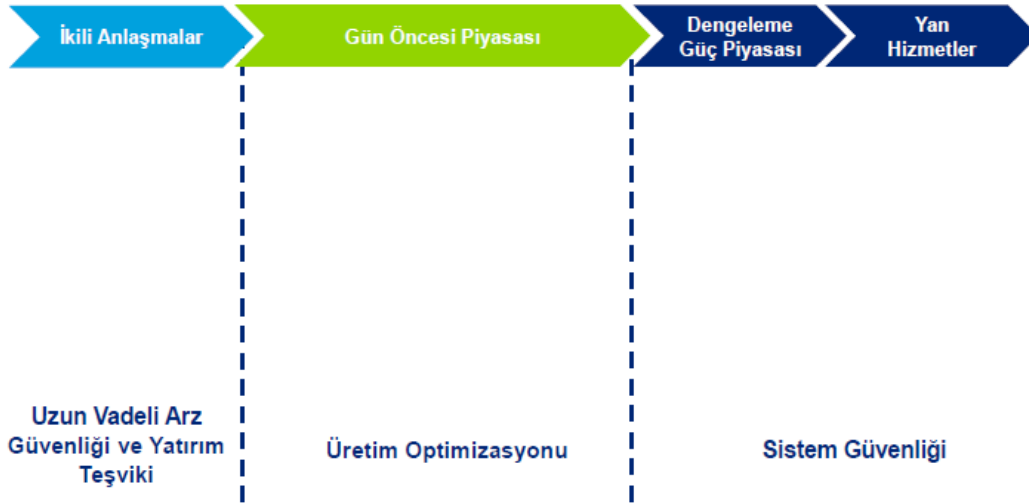 İkili Anlaşmalar
Gün Öncesi Piyasası
Dengeleme
Güç Piyasası
Yan
Hizmetler
Uzun Vadeli Arz
Güvenliği ve Yatırım
Teşviki
Üretim Optimizasyonu
Sistem Güvenliği